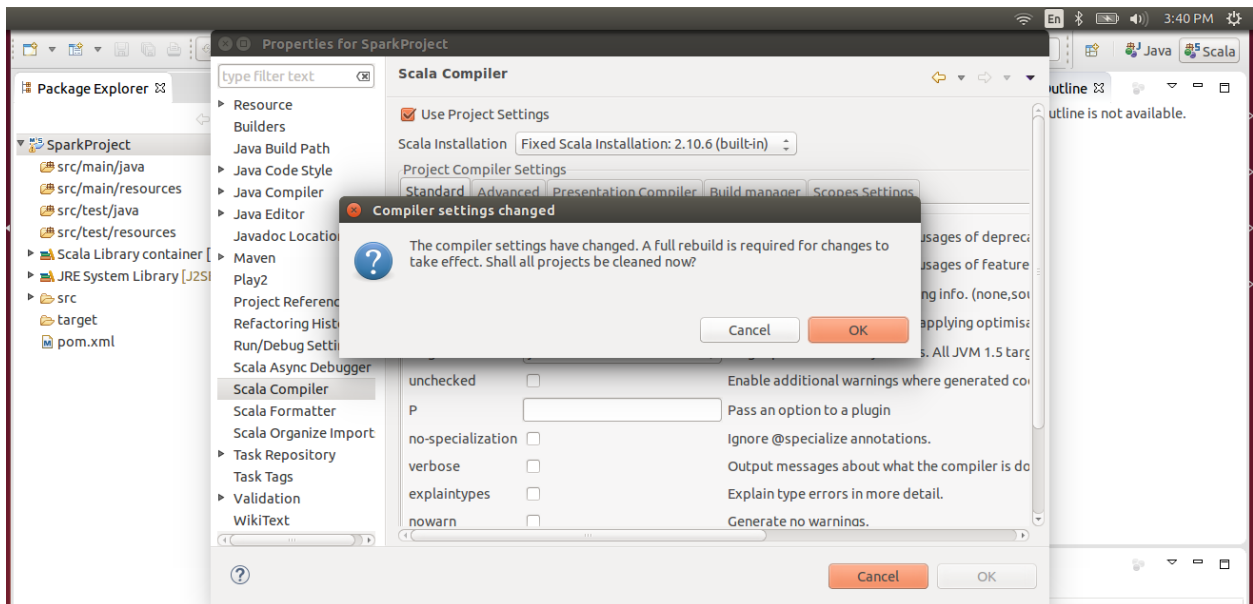 En
3:40 PM
Properties for SparkProject
Java
Scala
type filter text
Scala Compiler
Package Explorer
Outline
Outline is not available.
Resource
Builders
Java Build Path
Java Code Style
Java Compiler
Java Editor
Javadoc Locatio
Maven
Play2
Project Referenc
Refactoring Hist
Run/Debug Setti
Scala Async Debugger
Scala Compiler
Scala Formatter
Scala Organize Import
Task Repository
Task Tags
Validation
WikiText
SparkProject
src/main/java
src/main/resources
src/test/java
src/test/resources
Scala Library container [
JRE System Library [J2SE
src
target
pom.xml
Use Project Settings
Scala Installation Fixed Scala Installation: 2.10.6 (built-in)
Project Compiler Settings
Standard Advanced Presentation Compiler Build manager Scopes Settings
Compiler settings changed
The compiler settings have changed. A full rebuild is required for changes to
take effect. Shall all projects be cleaned now?
Cancel OK
usages of depreca
usages of feature
ng info. (none,sou
applying optimisa
s. All JVM 1.5 targ
unchecked Enable additional warnings where generated co
P Pass an option to a plugin
no-specialization Ignore @specialize annotations.
verbose Output messages about what the compiler is do
explaintypes Explain type errors in more detail.
nowarn Generate no warnings.
Cancel OK